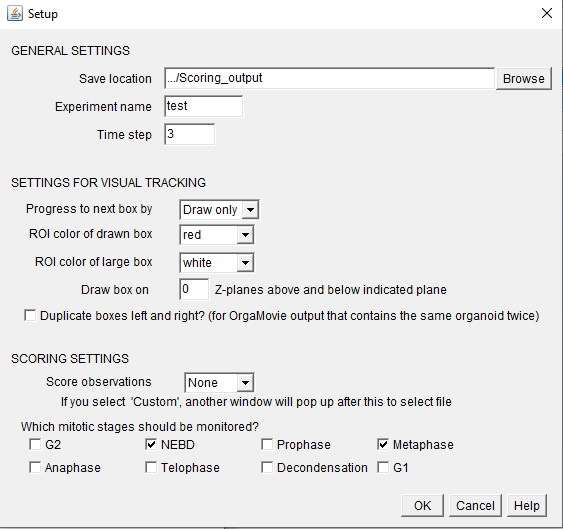 Setup
GENERAL SETTINGS
Save location .../Scoring_output Browse
Experiment name test
Time step 3
SETTINGS FOR VISUAL TRACKING
Progress to next box by Draw only
ROI color of drawn box red
ROI color of large box white
Draw box on 0 Z-planes above and below indicated plane
Duplicate boxes left and right? (for OrgaMovie output that contains the same organoid twice)
SCORING SETTINGS
Score observations None
If you select 'Custom', another window will pop up after this to select file
Which mitotic stages should be monitored?
G2 NEBD Prophase Metaphase
Anaphase Telophase Decondensation G1
OK Cancel Help